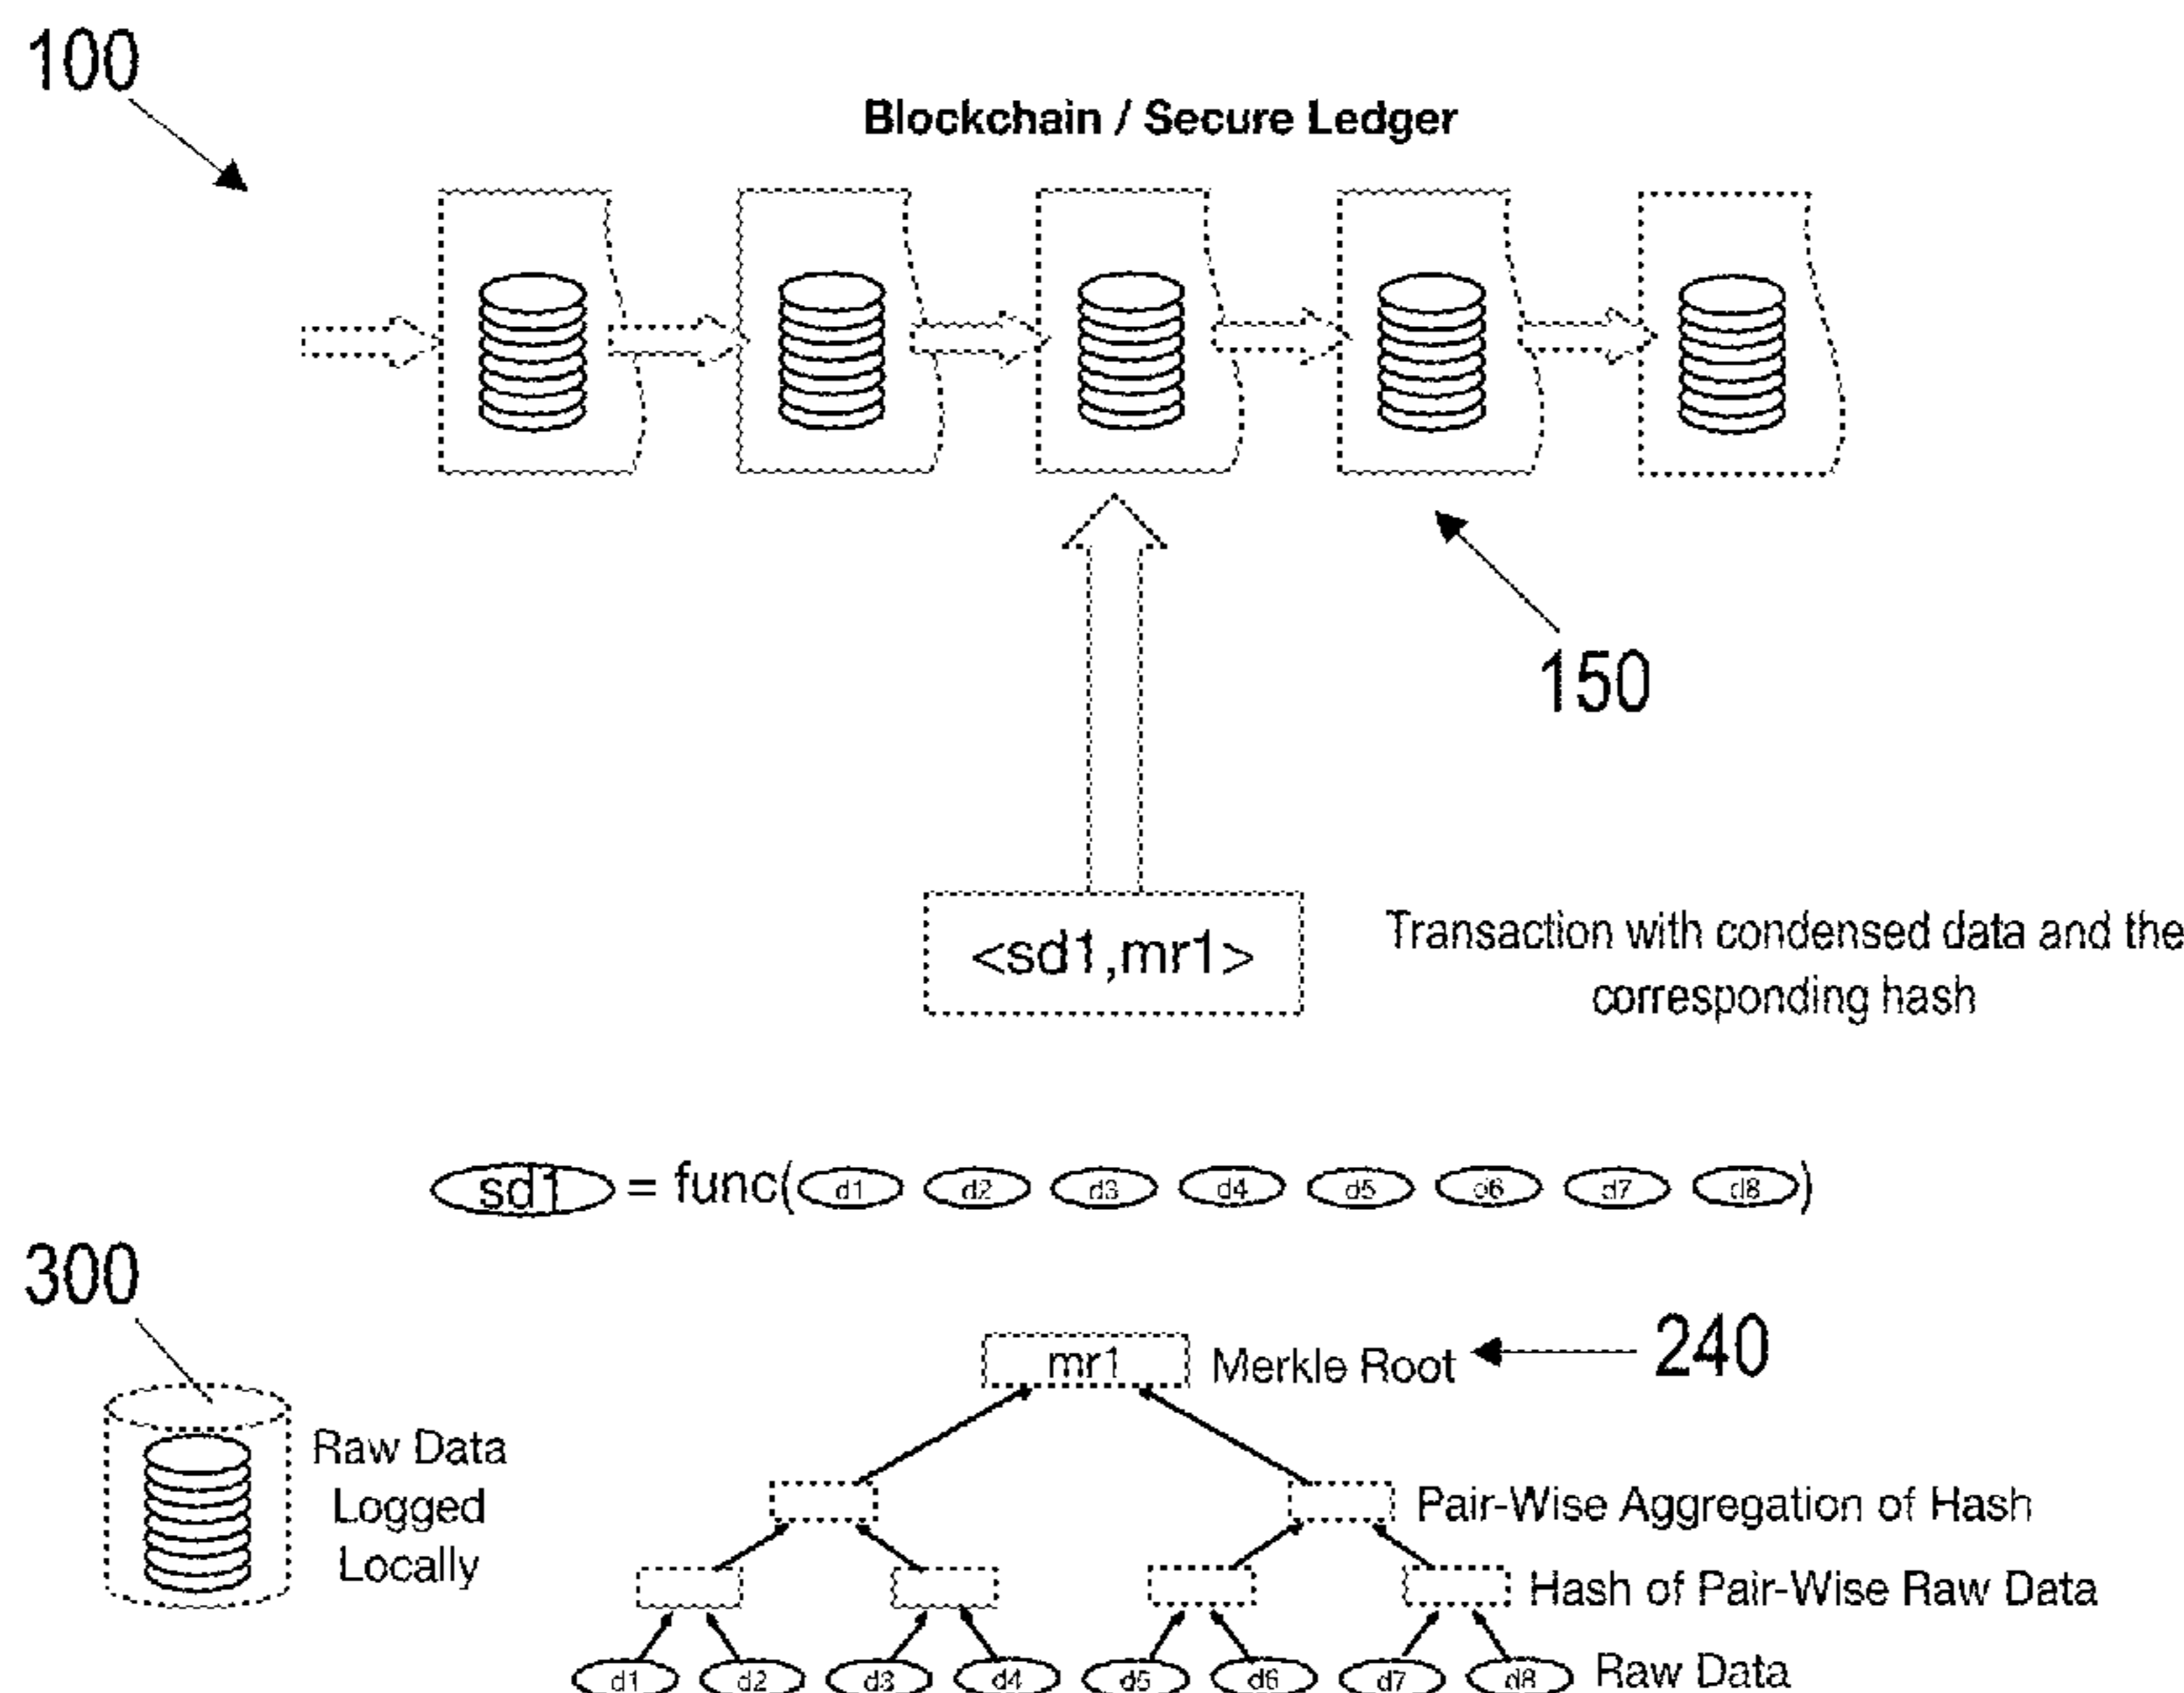 100
Blockchain / Secure Ledger
150
<sd1,mr1>
Transaction with condensed data and the
corresponding hash
sd1 = func( d1 d2 d3 d4 d5 d6 d7 d8 )
300
mr1 Merkle Root 240
Raw Data
Logged
Locally
Pair-Wise Aggregation of Hash
Hash of Pair-Wise Raw Data
d1 d2 d3 d4 d5 d6 d7 d8 Raw Data